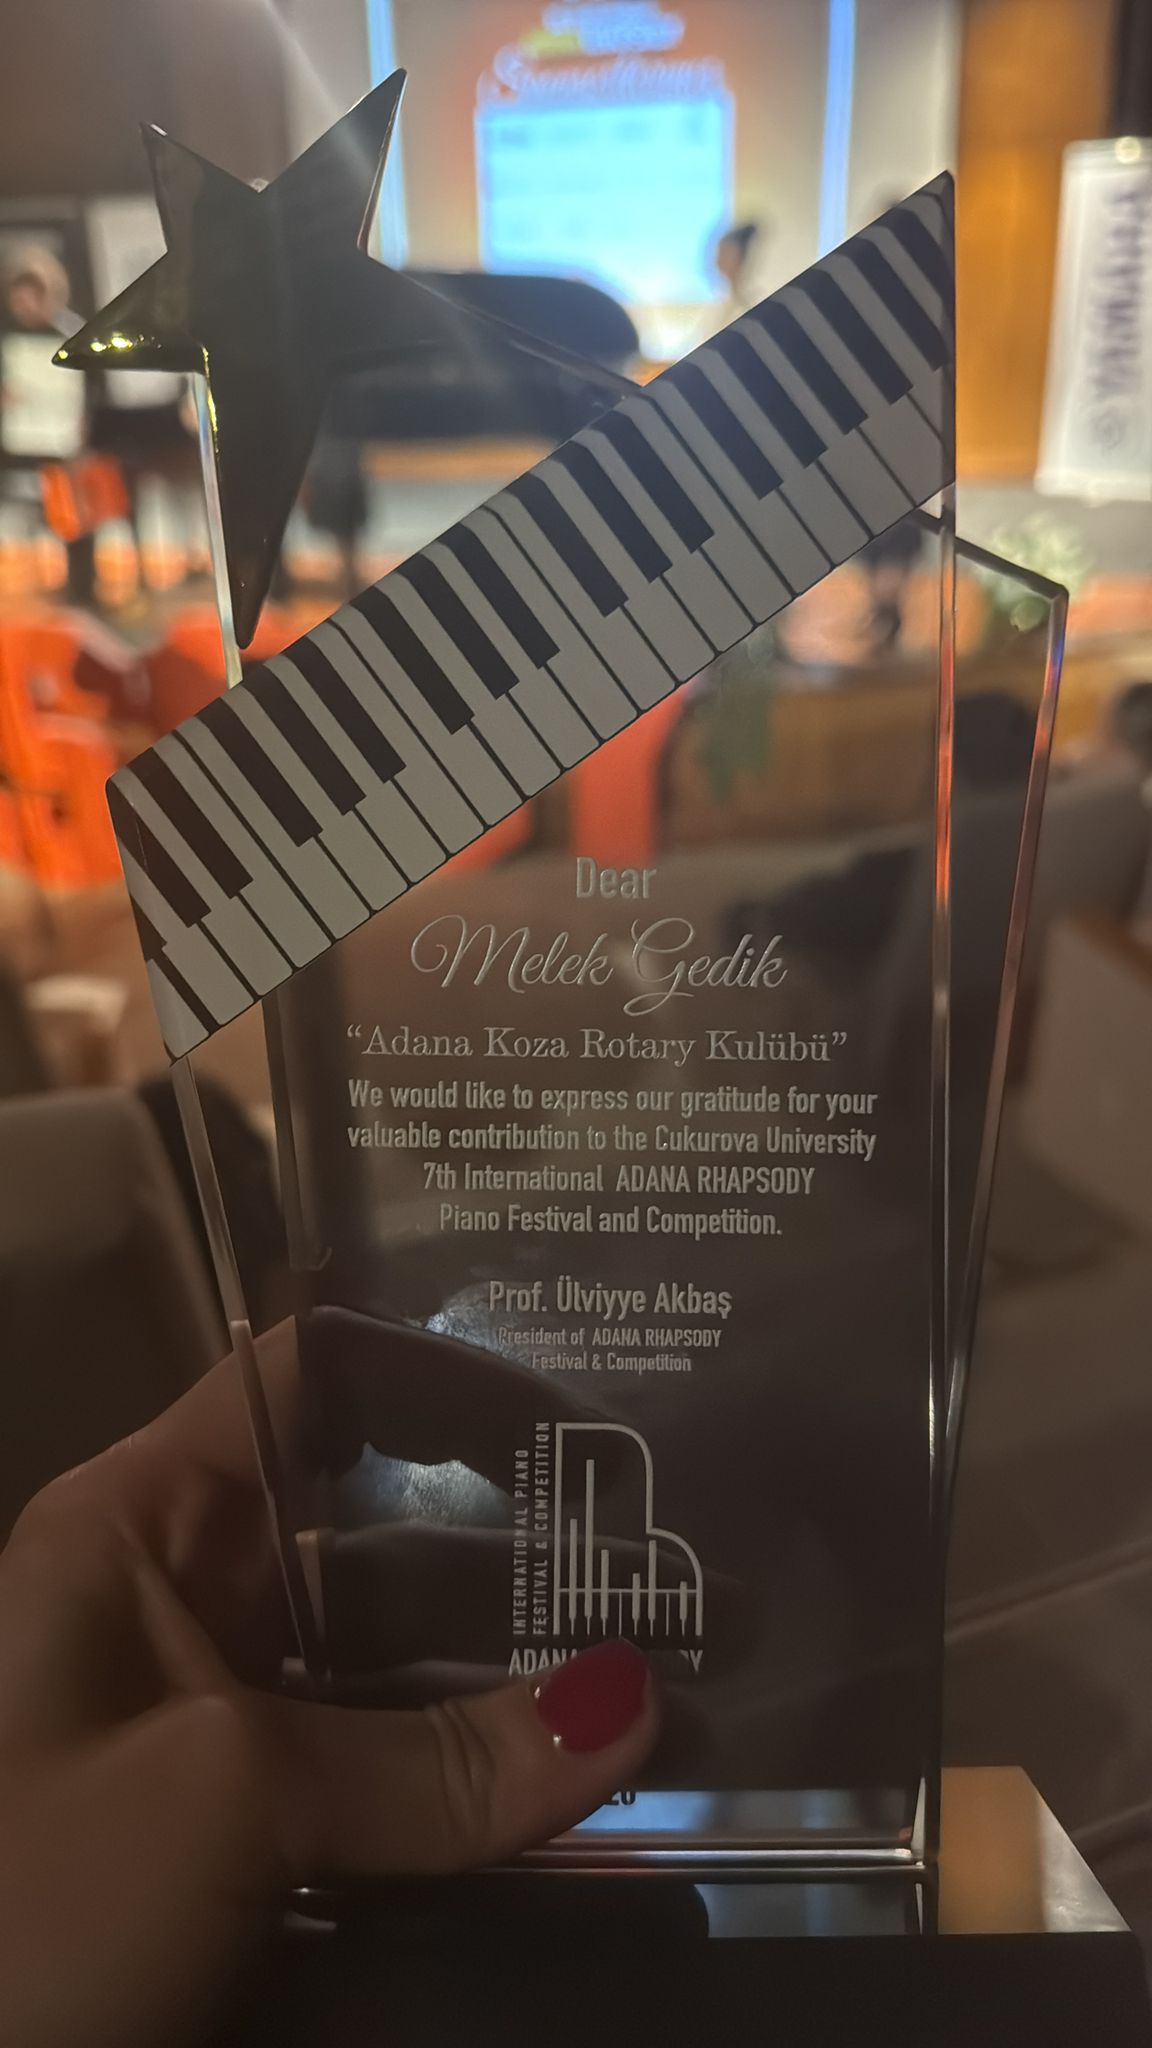 Dear
Melek Gedik
“Adana Koza Rotary Kulübü”
We would like to express our gratitude for your
valuable contribution to the Cukurova University
7th International ADANA RHAPSODY
Piano Festival and Competition.
Prof. Ülviyye Akbaş
President of ADANA RHAPSODY
Festival & Competition
INTERNATIONAL PIANO
FESTIVAL & COMPETITION